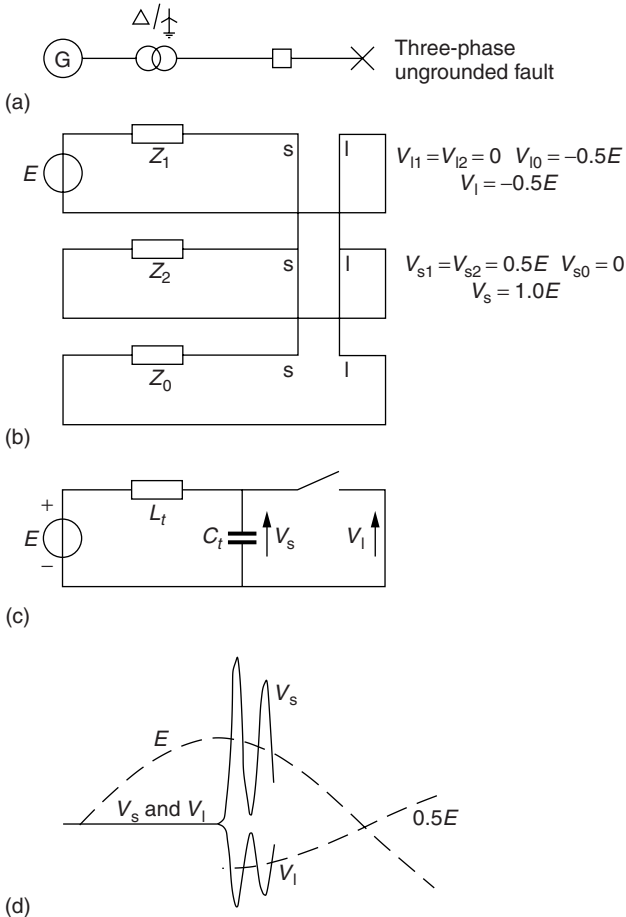 Δ/
G
Three-phase
ungrounded fault
(a)
E
Z₁
s
l
Vₗ₁ = Vₗ₂ = 0 Vₗ₀ = −0.5E
Vₗ = −0.5E
Z₂
s
l
Vₛ₁ = Vₛ₂ = 0.5E Vₛ₀ = 0
Vₛ = 1.0E
Z₀
s
l
(b)
+
E
−
Lₜ
Cₜ
Vₛ
Vₗ
(c)
Vₛ
E
Vₛ and Vₗ
0.5E
Vₗ
(d)